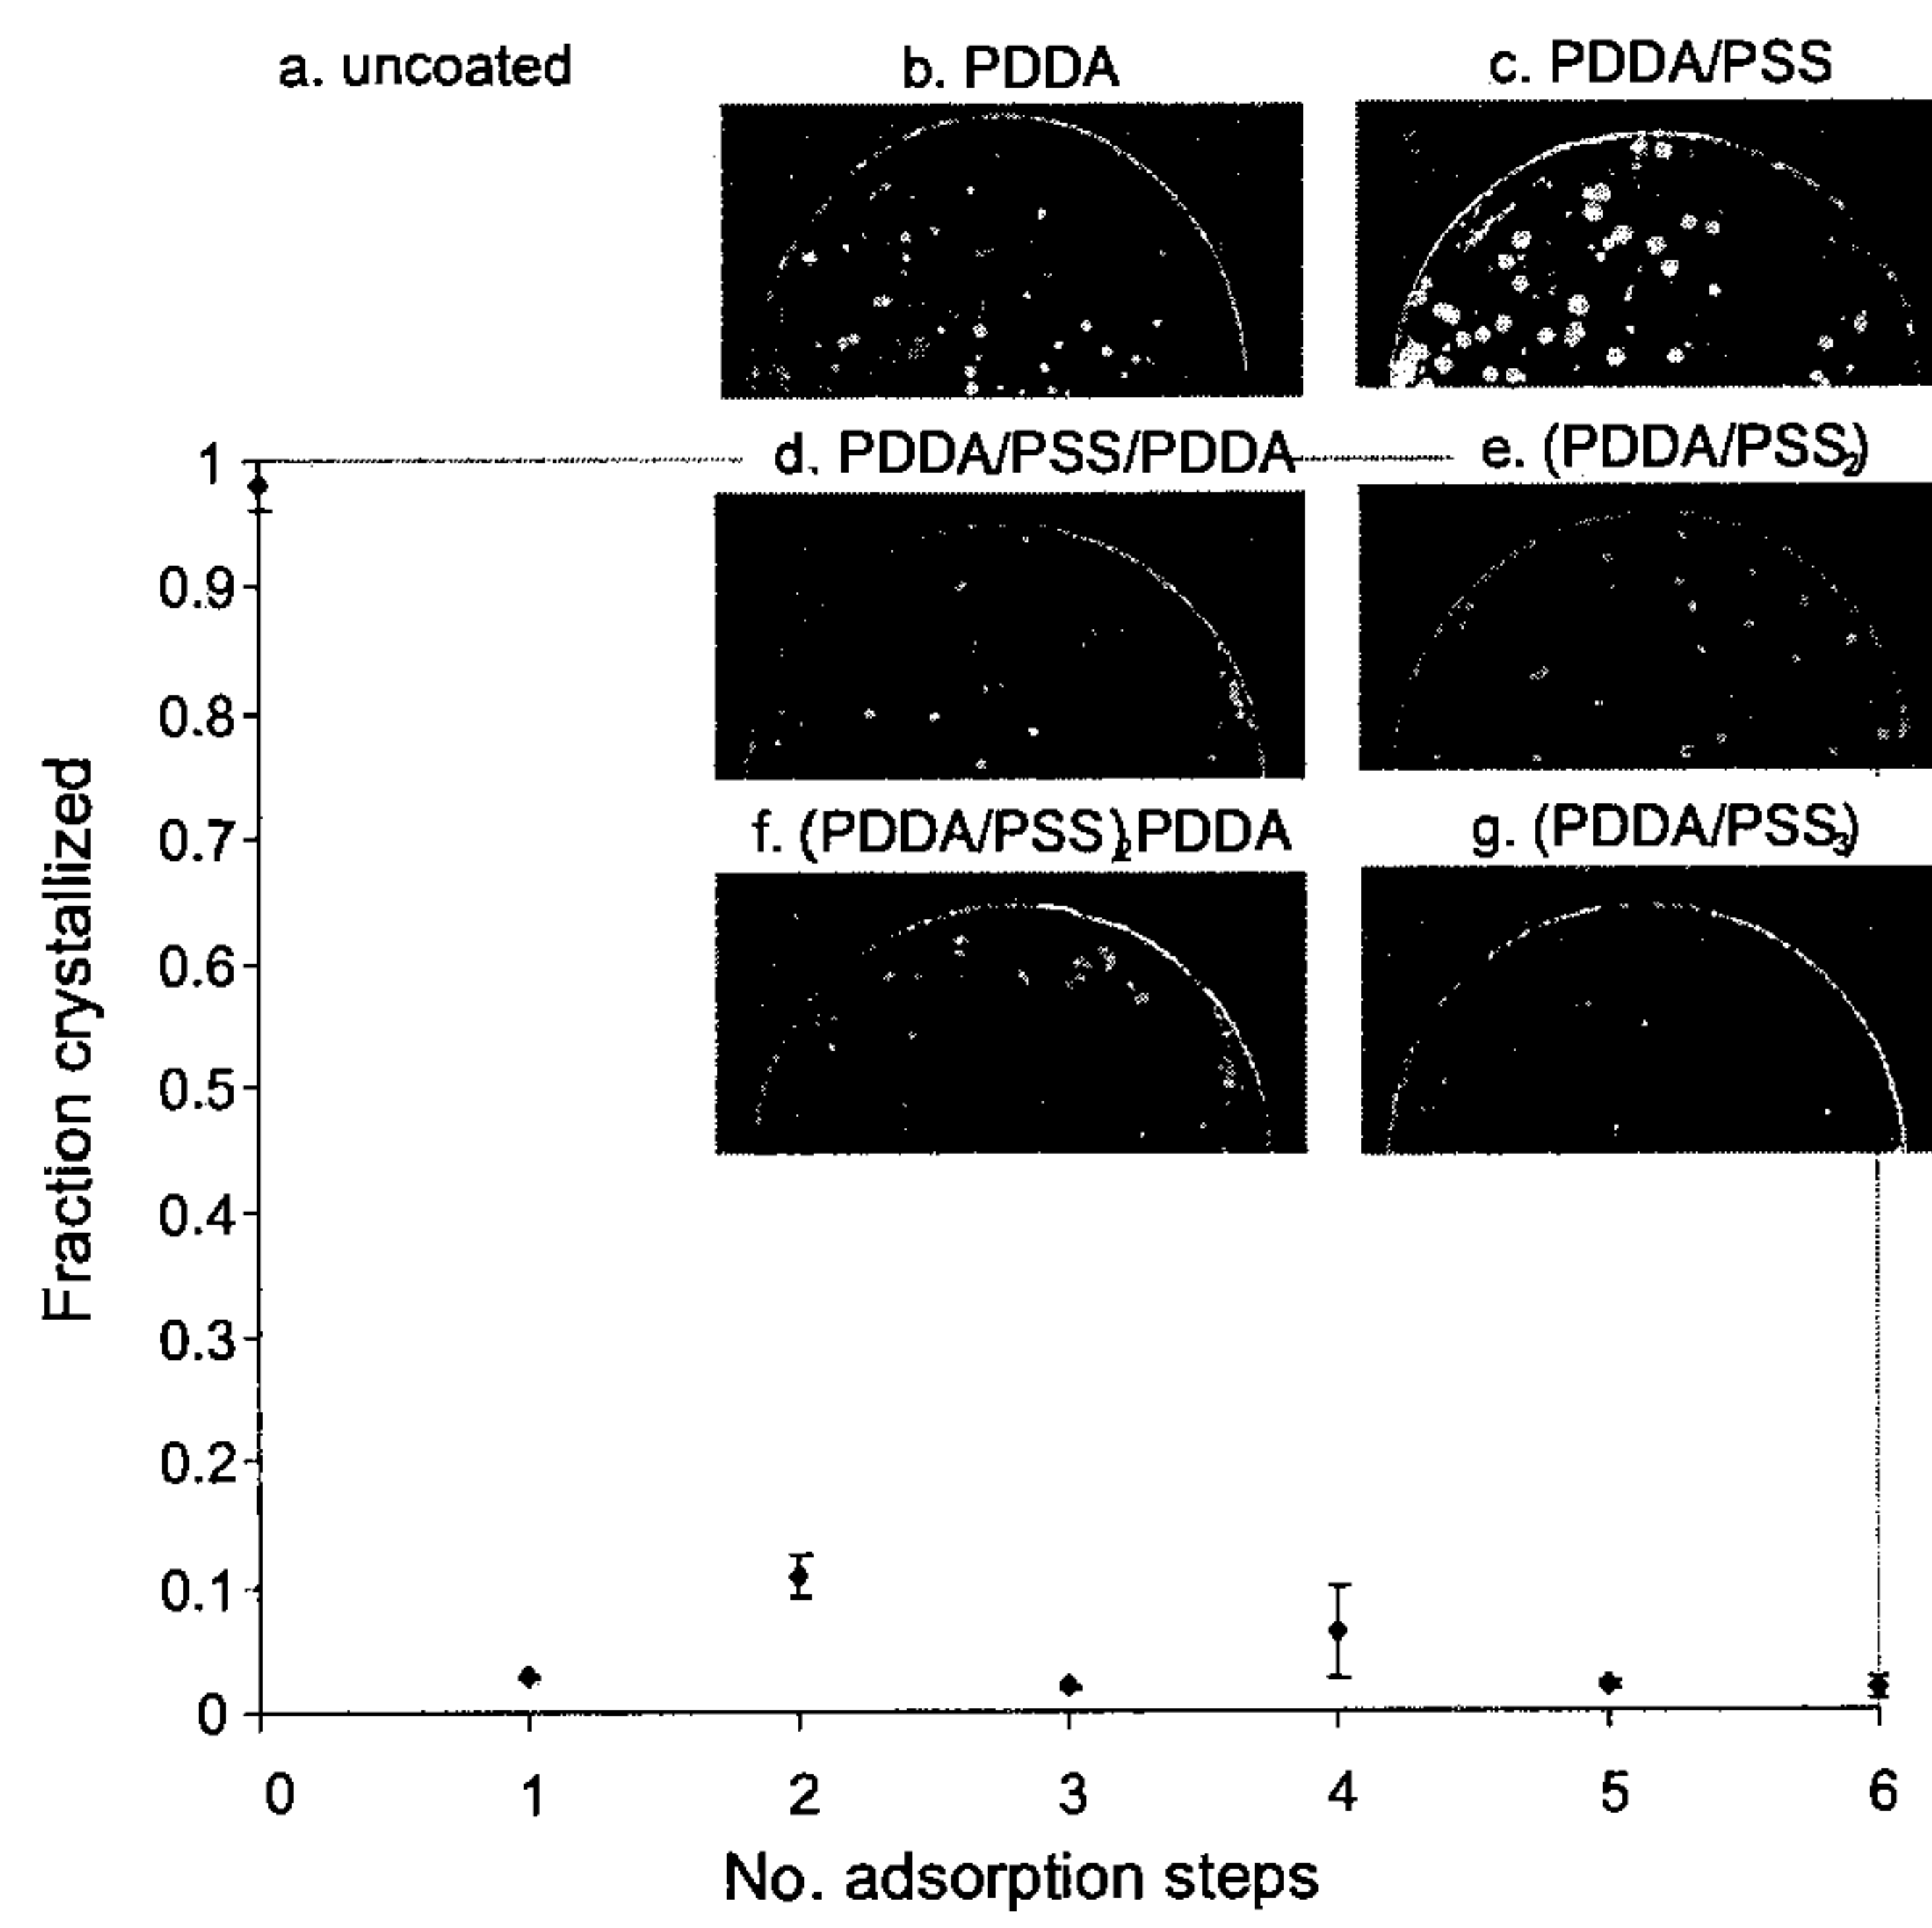 a. uncoated
b. PDDA
c. PDDA/PSS
d. PDDA/PSS/PDDA
e. (PDDA/PSS)2
f. (PDDA/PSS)2PDDA
g. (PDDA/PSS)3
Fraction crystallized
1
0.9
0.8
0.7
0.6
0.5
0.4
0.3
0.2
0.1
0
0 1 2 3 4 5 6
No. adsorption steps